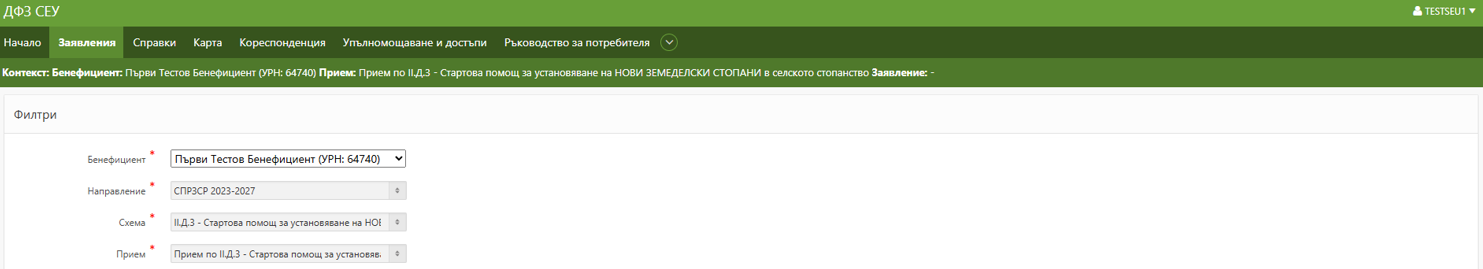 ДФЗ СЕУ
TESTSEU1
Начало Заявления Справки Карта Кореспонденция Упълномощаване и достъпи Ръководство за потребителя
Контекст: Бенефициент: Първи Тестов Бенефициент (УРН: 64740) Прием: Прием по II.Д.3 - Стартова помощ за установяване на НОВИ ЗЕМЕДЕЛСКИ СТОПАНИ в селското стопанство Заявление: -
Филтри
Бенефициент * Първи Тестов Бенефициент (УРН: 64740)
Направление * СПРЗСР 2023-2027
Схема * II.Д.3 - Стартова помощ за установяване на НОВ
Прием * Прием по II.Д.3 - Стартова помощ за установява